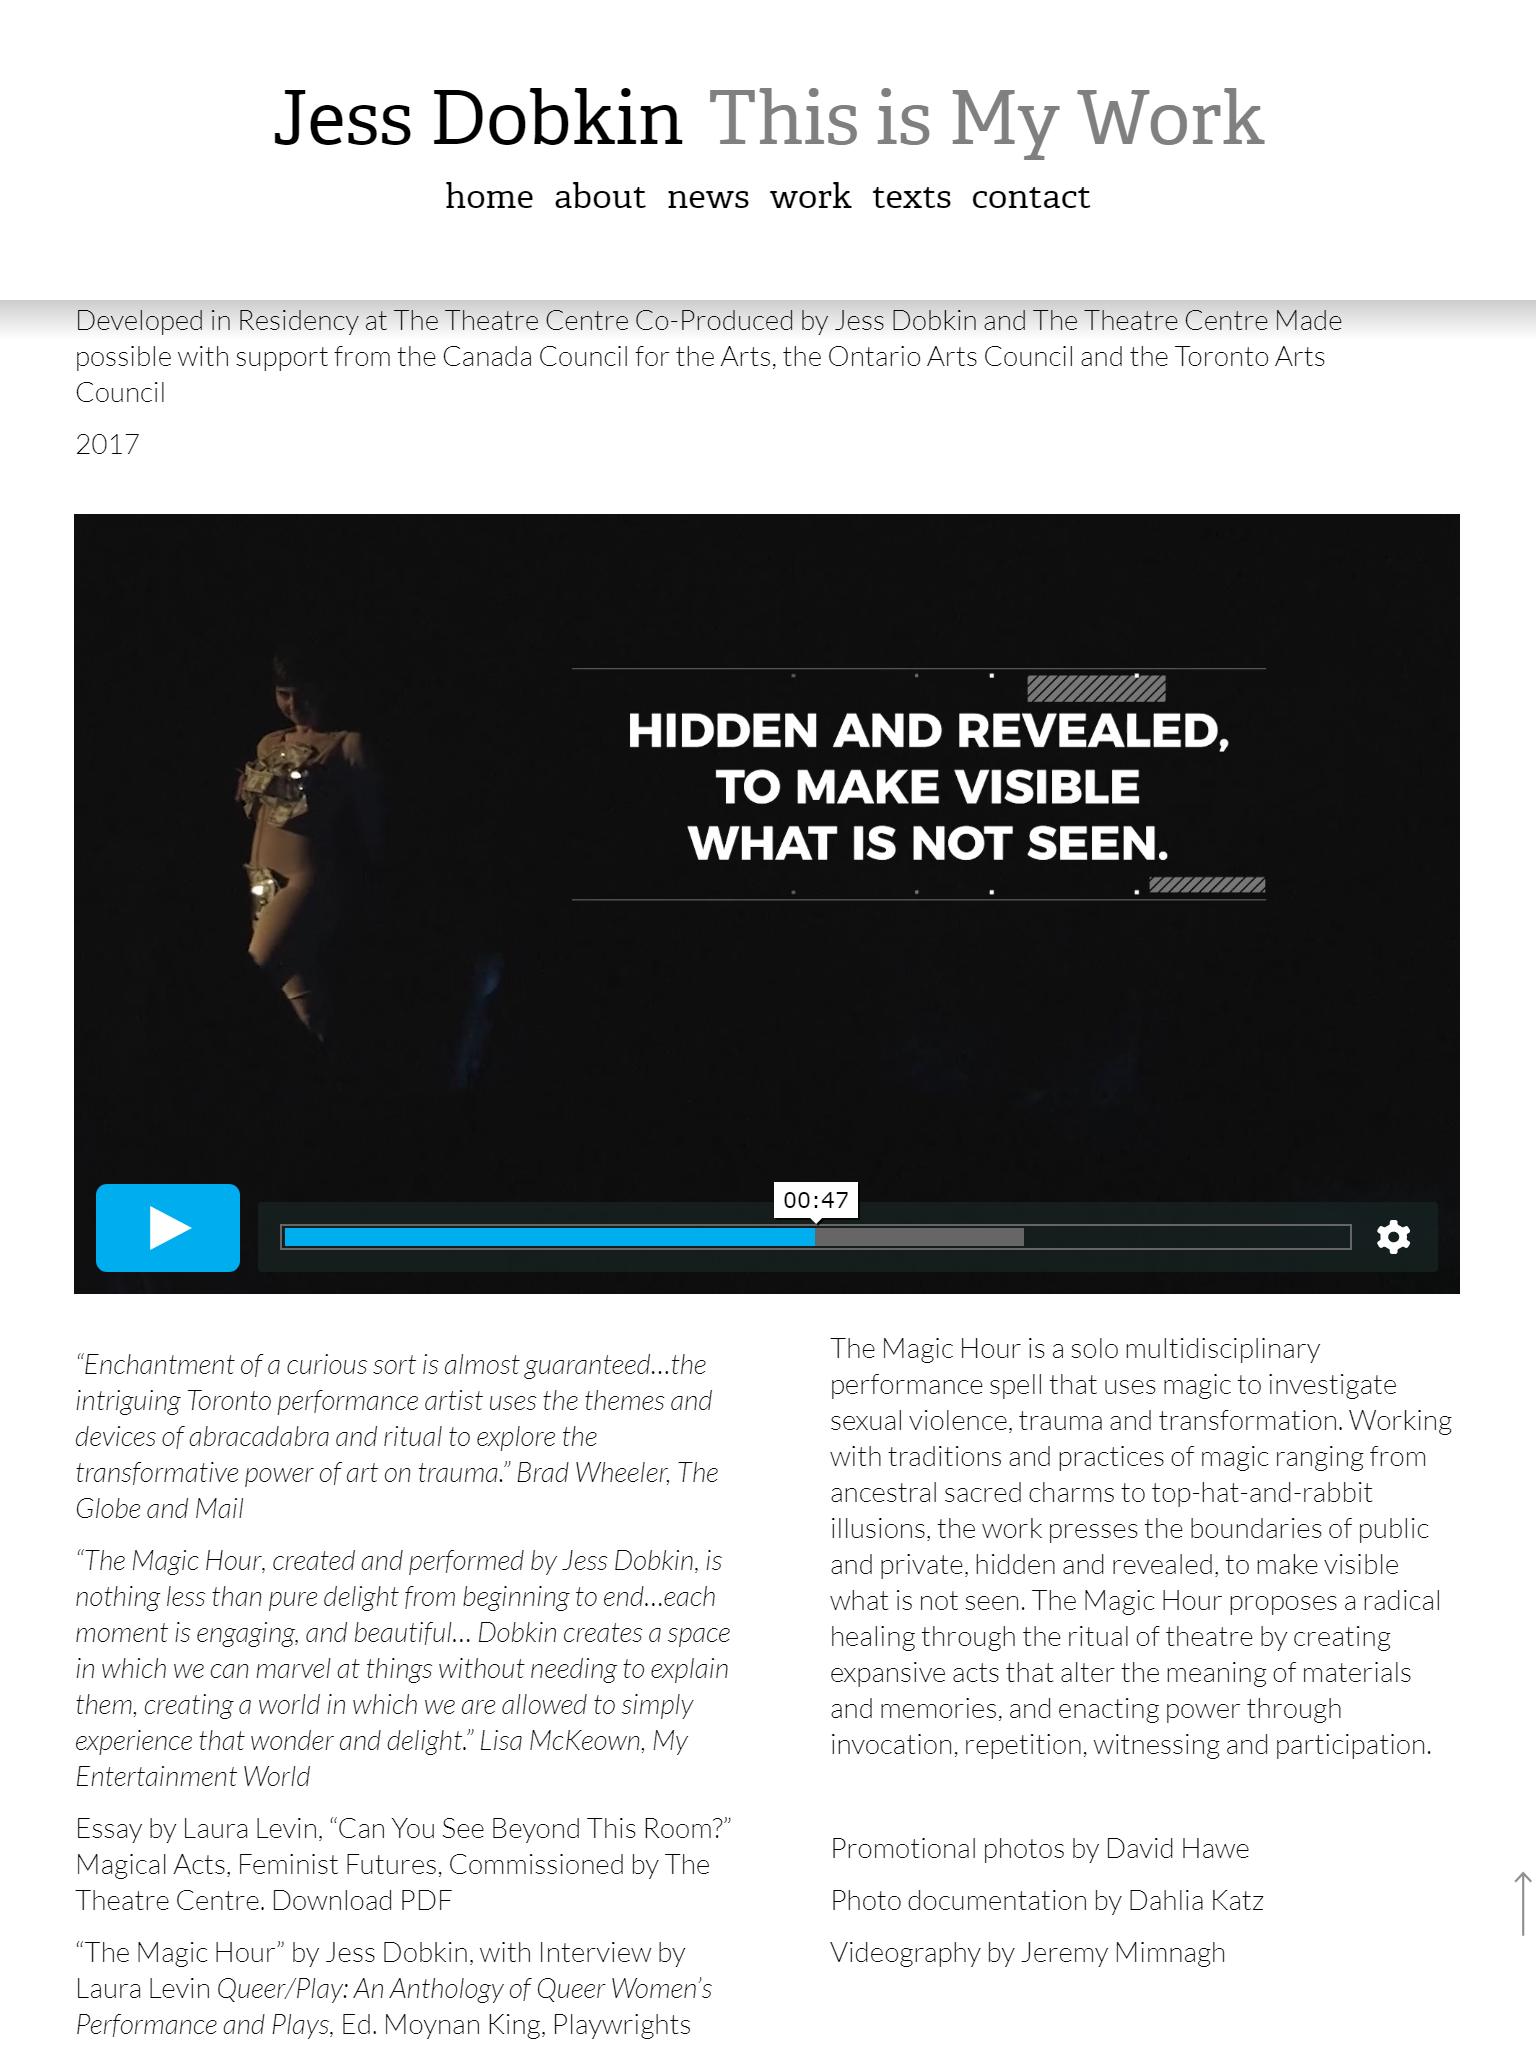 Jess Dobkin This is My Work
home about news work texts contact
Developed in Residency at The Theatre Centre Co-Produced by Jess Dobkin and The Theatre Centre Made
possible with support from the Canada Council for the Arts, the Ontario Arts Council and the Toronto Arts
Council
2017
HIDDEN AND REVEALED,
TO MAKE VISIBLE
WHAT IS NOT SEEN.
00:47
“Enchantment of a curious sort is almost guaranteed…the
intriguing Toronto performance artist uses the themes and
devices of abracadabra and ritual to explore the
transformative power of art on trauma.” Brad Wheeler, The
Globe and Mail
“The Magic Hour, created and performed by Jess Dobkin, is
nothing less than pure delight from beginning to end…each
moment is engaging, and beautiful… Dobkin creates a space
in which we can marvel at things without needing to explain
them, creating a world in which we are allowed to simply
experience that wonder and delight.” Lisa McKeown, My
Entertainment World
Essay by Laura Levin, “Can You See Beyond This Room?”
Magical Acts, Feminist Futures, Commissioned by The
Theatre Centre. Download PDF
“The Magic Hour” by Jess Dobkin, with Interview by
Laura Levin Queer/Play: An Anthology of Queer Women’s
Performance and Plays, Ed. Moynan King, Playwrights
The Magic Hour is a solo multidisciplinary
performance spell that uses magic to investigate
sexual violence, trauma and transformation. Working
with traditions and practices of magic ranging from
ancestral sacred charms to top-hat-and-rabbit
illusions, the work presses the boundaries of public
and private, hidden and revealed, to make visible
what is not seen. The Magic Hour proposes a radical
healing through the ritual of theatre by creating
expansive acts that alter the meaning of materials
and memories, and enacting power through
invocation, repetition, witnessing and participation.
Promotional photos by David Hawe
Photo documentation by Dahlia Katz
Videography by Jeremy Mimnagh